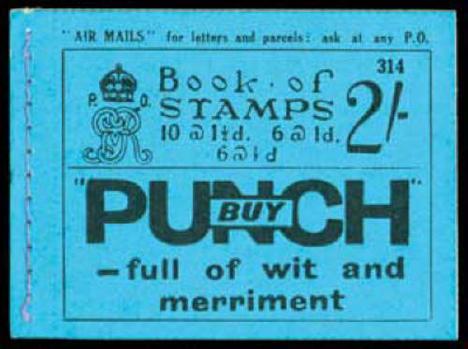 "AIR MAILS" for letters and parcels: ask at any P.O.
314
P. O.
GR
Book of
STAMPS
2/-
10 @ 1½d. 6 @ 1d.
6 @ ½d
"PUNCH"
BUY
–full of wit and
merriment